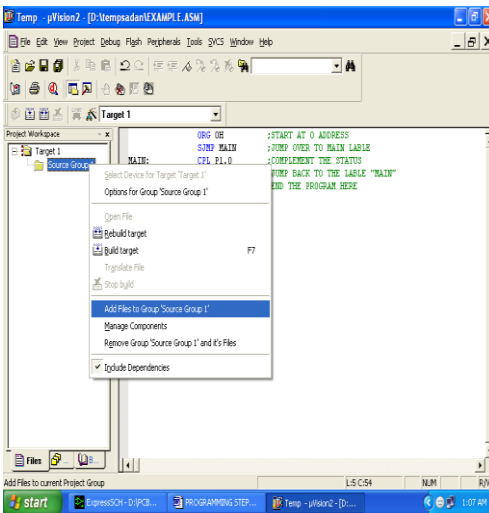 Temp - µVision2 - [D:\tempsadan\EXAMPLE.ASM]
File Edit View Project Debug Flash Peripherals Tools SVCS Window Help
Target 1
Project Workspace
Target 1
Source Group 1
ORG 0H ;START AT 0 ADDRESS
SJMP MAIN ;JUMP OVER TO MAIN LABLE
MAIN: CPL P1.0 ;COMPLEMENT THE STATUS
JUMP BACK TO THE LABLE "MAIN"
END THE PROGRAM HERE
Select Device for Target 'Target 1'
Options for Group 'Source Group 1'
Open File
Rebuild target
Build target F7
Translate File
Stop build
Add Files to Group 'Source Group 1'
Manage Components
Remove Group 'Source Group 1' and it's Files
Include Dependencies
Files
Add Files to current Project Group L:5 C:54 NUM R/
start ExpressSCH - D:\PCB... PROGRAMMING STEP... Temp - µVision2 - [D:... 1:07 AM